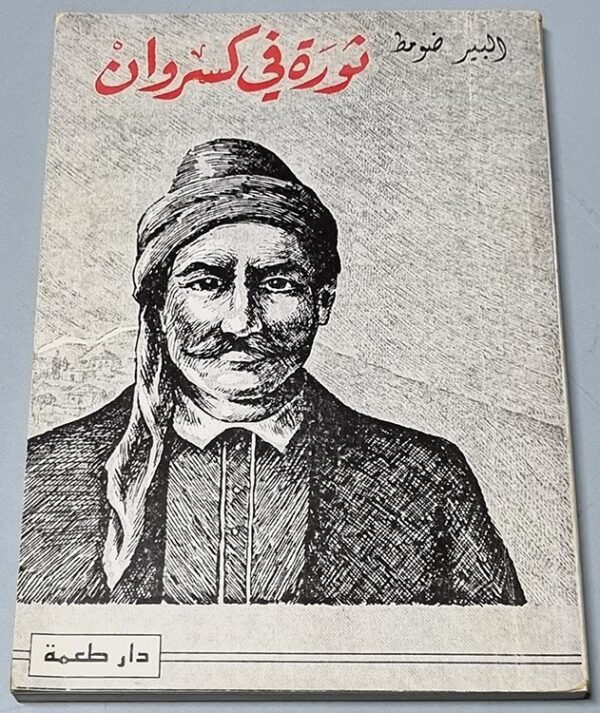 البير ضومط
ثورة في كسروان
دار طعمة